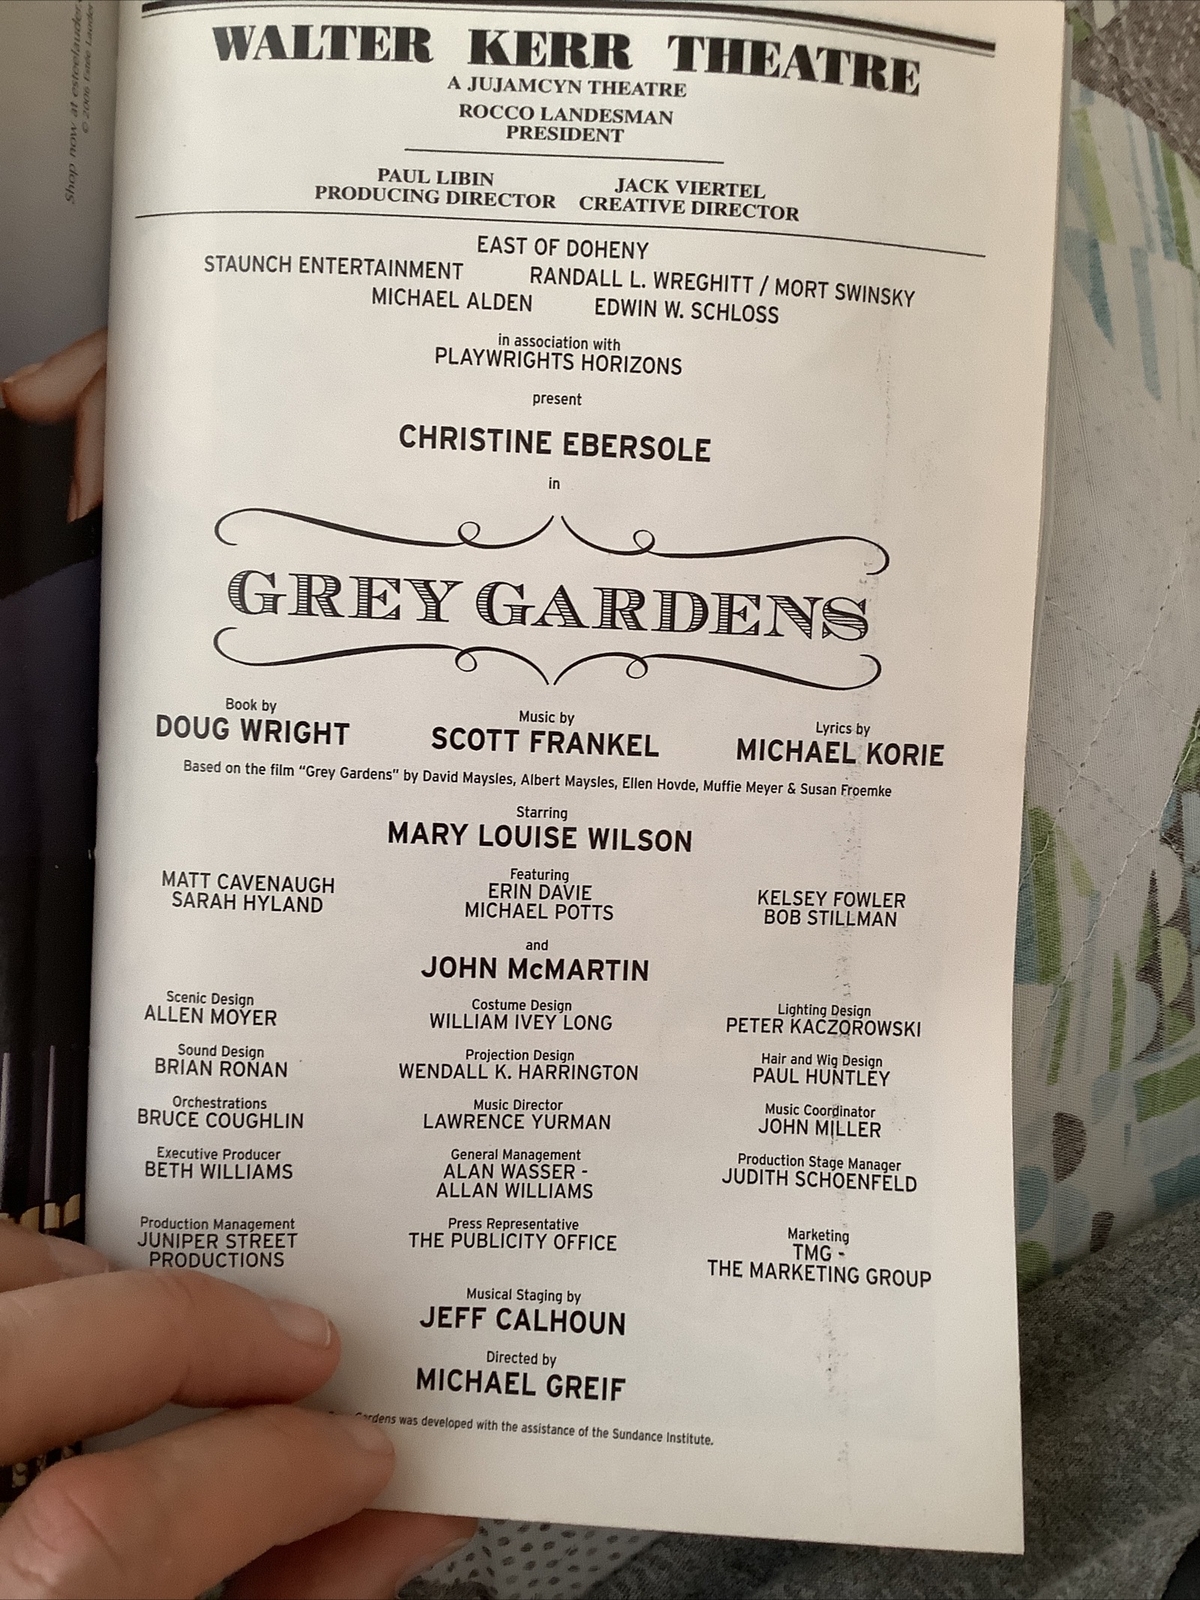 Shop now at esteelauder.
© 2006 Estée Lauder
WALTER KERR THEATRE
A JUJAMCYN THEATRE
ROCCO LANDESMAN
PRESIDENT
PAUL LIBIN
PRODUCING DIRECTOR
JACK VIERTEL
CREATIVE DIRECTOR
EAST OF DOHENY
STAUNCH ENTERTAINMENT RANDALL L. WREGHITT / MORT SWINSKY
MICHAEL ALDEN EDWIN W. SCHLOSS
in association with
PLAYWRIGHTS HORIZONS
present
CHRISTINE EBERSOLE
in
GREY GARDENS
Book by
DOUG WRIGHT
Music by
SCOTT FRANKEL
Lyrics by
MICHAEL KORIE
Based on the film “Grey Gardens” by David Maysles, Albert Maysles, Ellen Hovde, Muffie Meyer & Susan Froemke
Starring
MARY LOUISE WILSON
Featuring
MATT CAVENAUGH ERIN DAVIE KELSEY FOWLER
SARAH HYLAND MICHAEL POTTS BOB STILLMAN
and
JOHN McMARTIN
Scenic Design
ALLEN MOYER
Costume Design
WILLIAM IVEY LONG
Lighting Design
PETER KACZOROWSKI
Sound Design
BRIAN RONAN
Projection Design
WENDALL K. HARRINGTON
Hair and Wig Design
PAUL HUNTLEY
Orchestrations
BRUCE COUGHLIN
Music Director
LAWRENCE YURMAN
Music Coordinator
JOHN MILLER
Executive Producer
BETH WILLIAMS
General Management
ALAN WASSER -
ALLAN WILLIAMS
Production Stage Manager
JUDITH SCHOENFELD
Production Management
JUNIPER STREET
PRODUCTIONS
Press Representative
THE PUBLICITY OFFICE
Marketing
TMG -
THE MARKETING GROUP
Musical Staging by
JEFF CALHOUN
Directed by
MICHAEL GREIF
Gardens was developed with the assistance of the Sundance Institute.